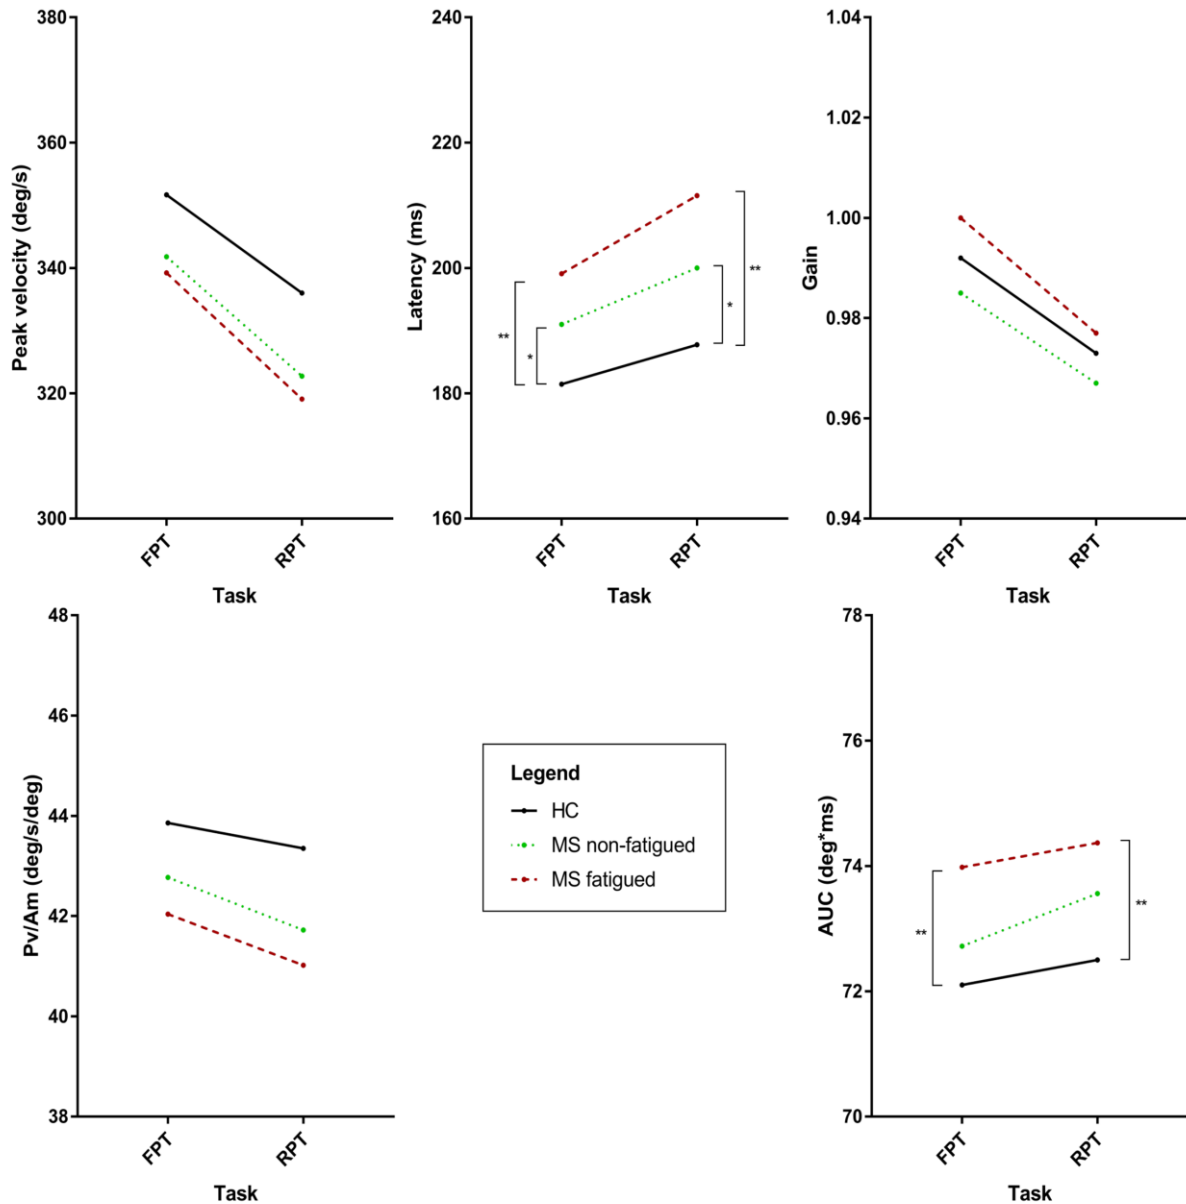 Peak velocity (deg/s)
380
360
340
320
300
FPT
RPT
Task
Latency (ms)
240
220
200
180
160
**
*
*
**
FPT
RPT
Task
Gain
1.04
1.02
1.00
0.98
0.96
0.94
FPT
RPT
Task
Pv/Am (deg/s/deg)
48
46
44
42
40
38
FPT
RPT
Task
Legend
HC
MS non-fatigued
MS fatigued
AUC (deg*ms)
78
76
74
72
70
**
**
FPT
RPT
Task